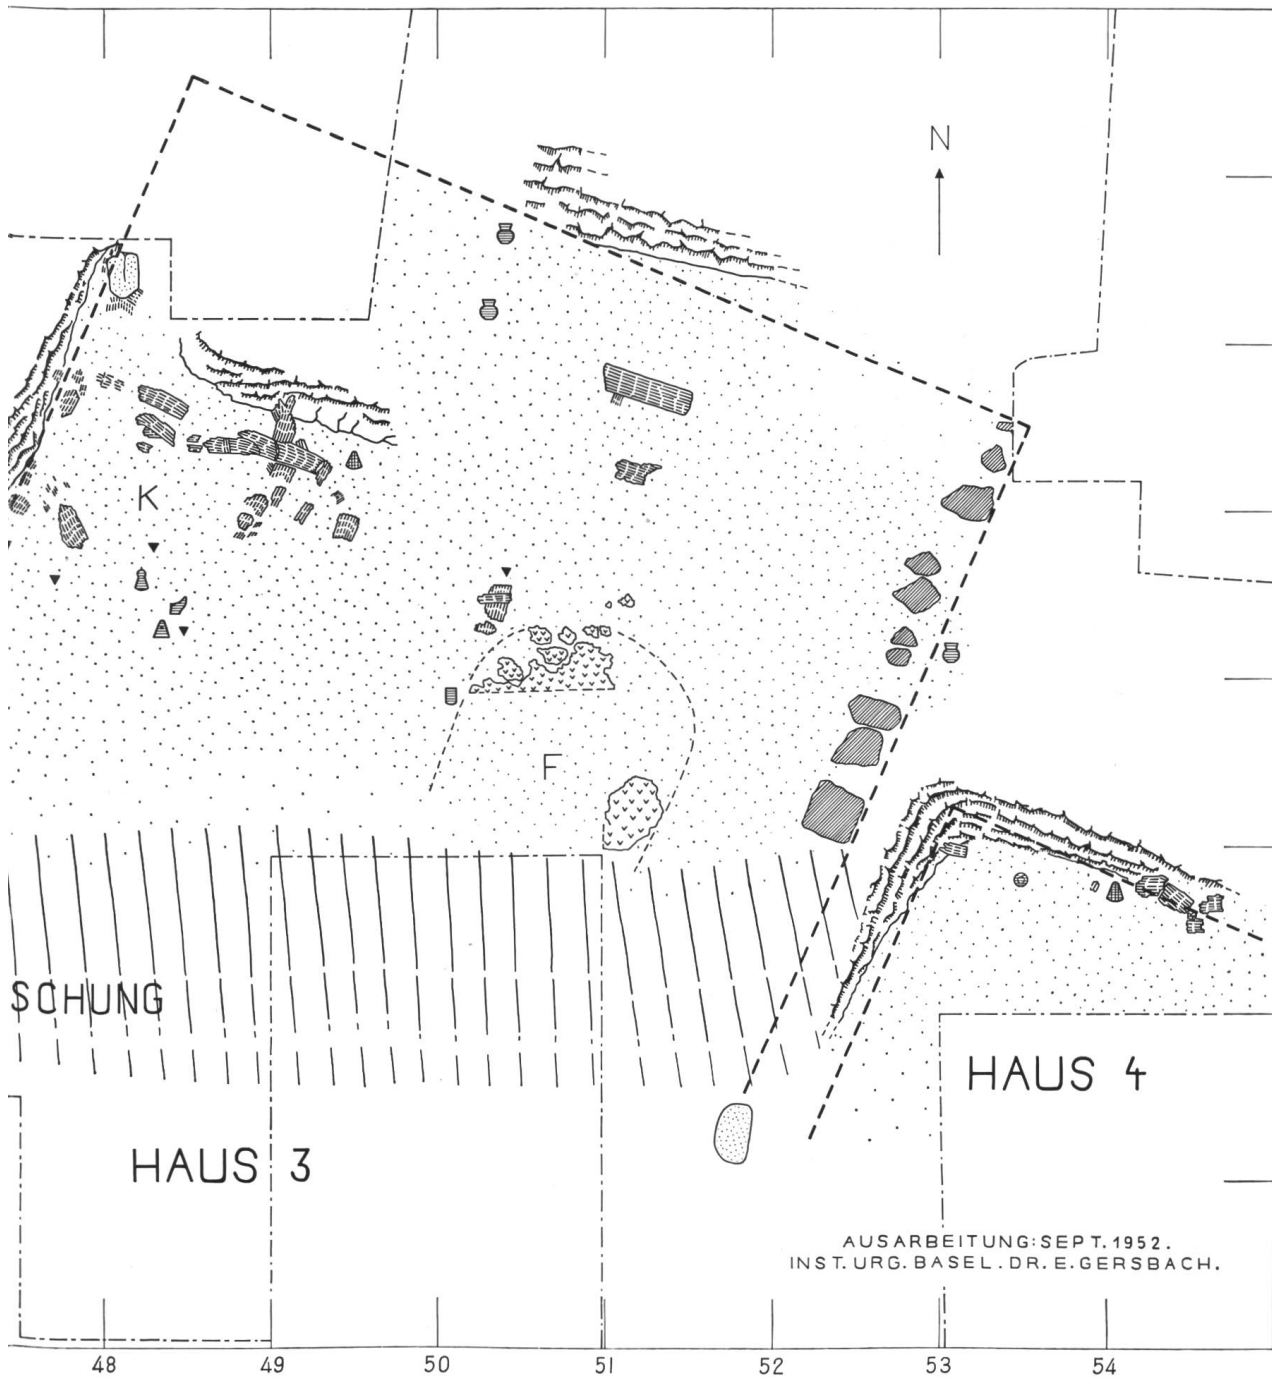 N
K
F
SCHUNG
HAUS 4
HAUS 3
AUSARBEITUNG: SEPT. 1952.
INST. URG. BASEL. DR. E. GERSBACH.
48 49 50 51 52 53 54